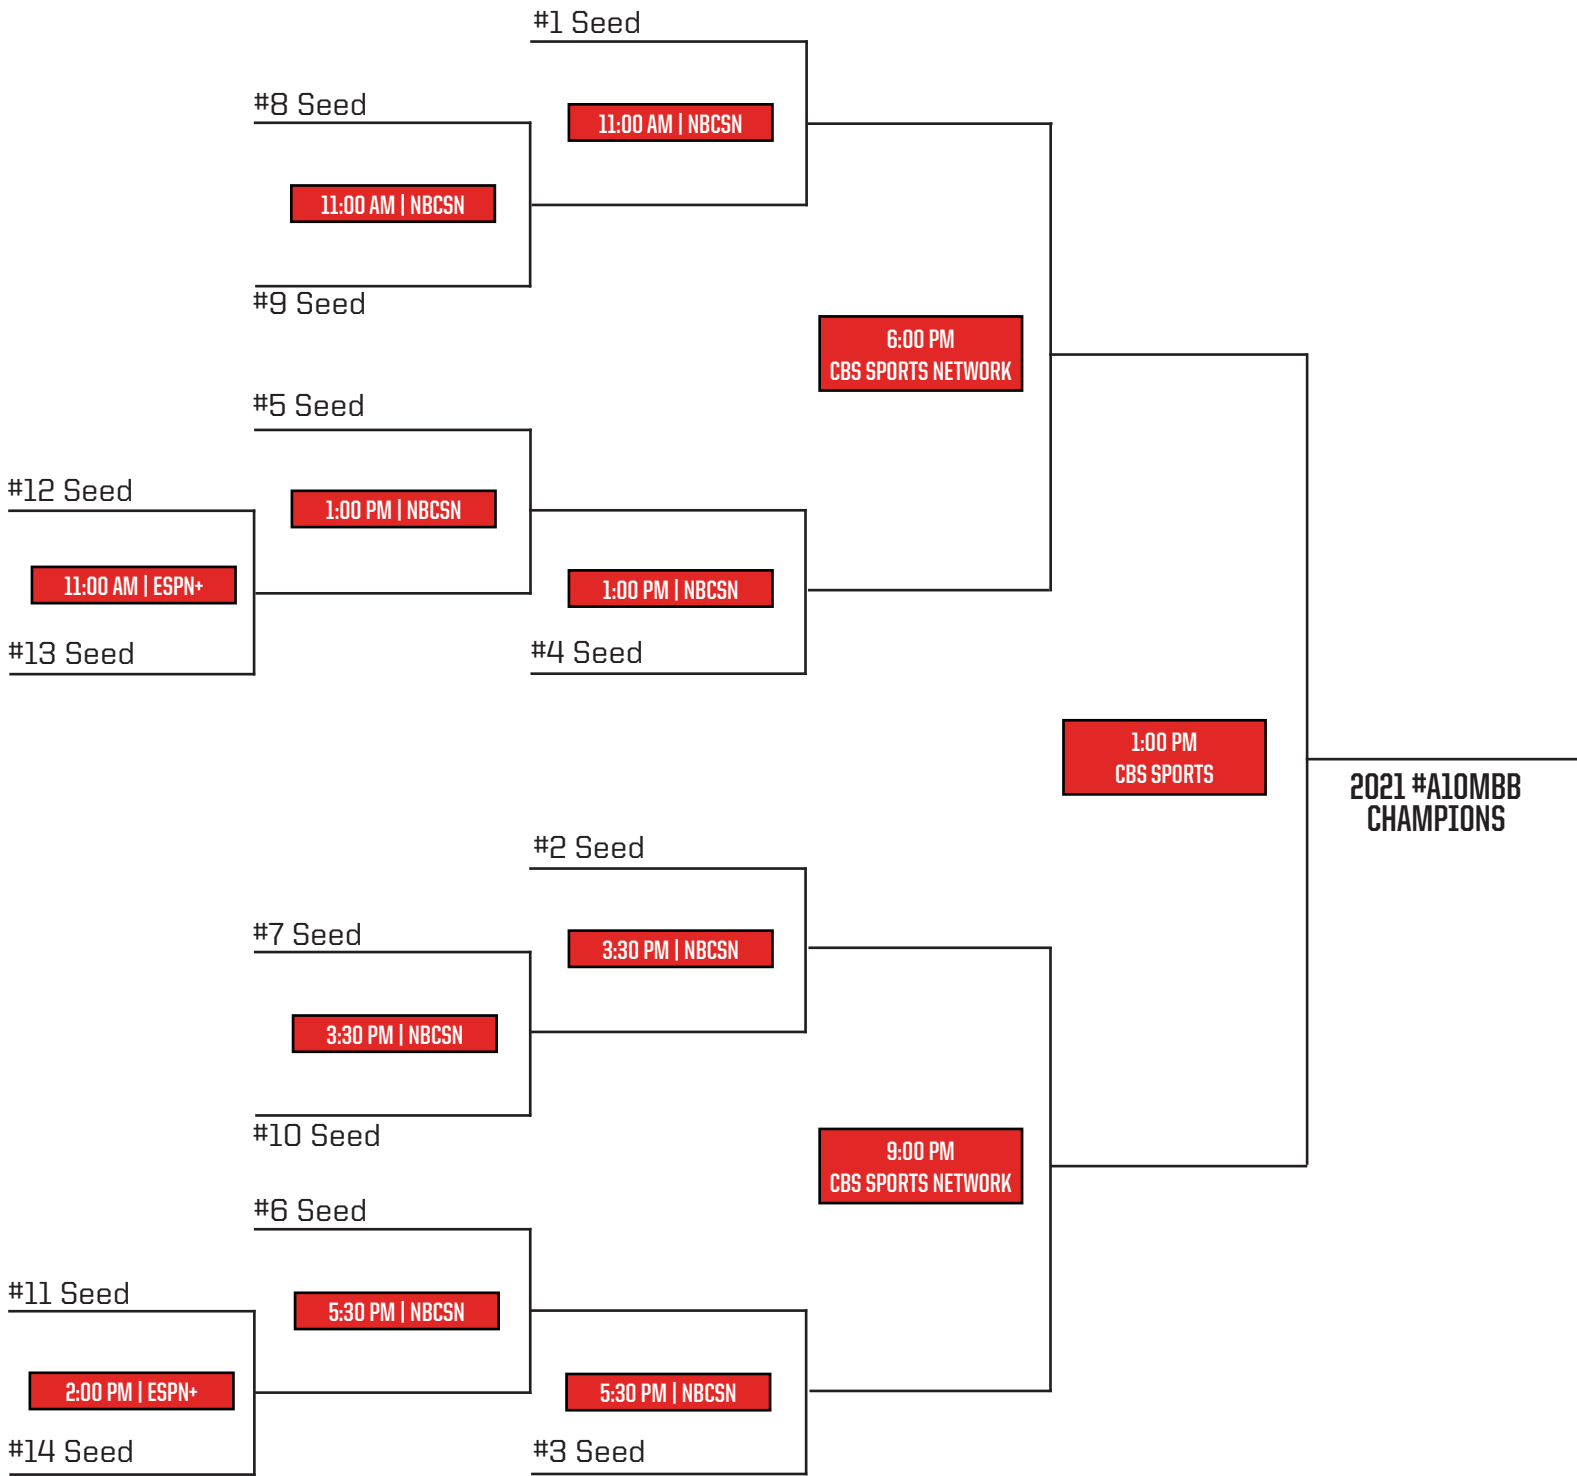 #1 Seed
#8 Seed
11:00 AM | NBCSN
11:00 AM | NBCSN
#9 Seed
6:00 PM
CBS SPORTS NETWORK
#5 Seed
#12 Seed
1:00 PM | NBCSN
11:00 AM | ESPN+
1:00 PM | NBCSN
#13 Seed
#4 Seed
1:00 PM
CBS SPORTS
2021 #A10MBB
CHAMPIONS
#2 Seed
#7 Seed
3:30 PM | NBCSN
3:30 PM | NBCSN
#10 Seed
9:00 PM
CBS SPORTS NETWORK
#6 Seed
#11 Seed
5:30 PM | NBCSN
2:00 PM | ESPN+
5:30 PM | NBCSN
#14 Seed
#3 Seed